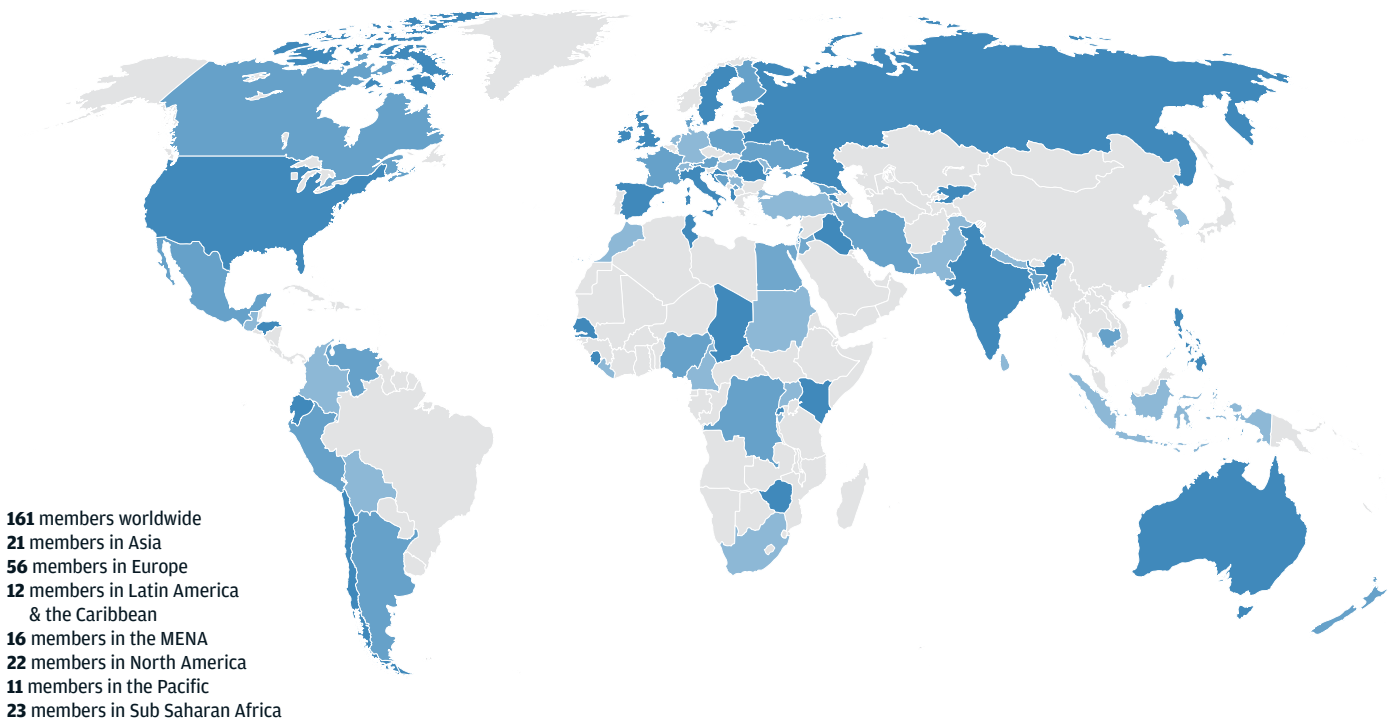 161 members worldwide
21 members in Asia
56 members in Europe
12 members in Latin America
& the Caribbean
16 members in the MENA
22 members in North America
11 members in the Pacific
23 members in Sub Saharan Africa